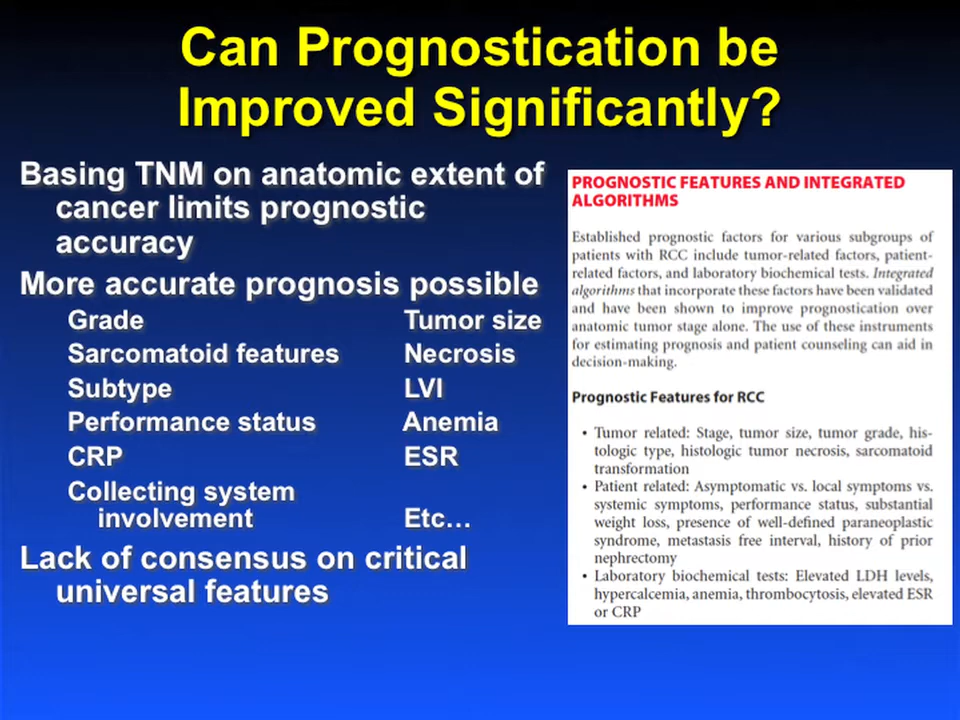 Can Prognostication be
Improved Significantly?
Basing TNM on anatomic extent of
cancer limits prognostic
accuracy
More accurate prognosis possible
Grade
Tumor size
Sarcomatoid features
Necrosis
Subtype
LVI
Performance status
Anemia
CRP
ESR
Collecting system
involvement
Etc...
Lack of consensus on critical
universal features
PROGNOSTIC FEATURES AND INTEGRATED
ALGORITHMS
Established prognostic factors for various subgroups of
patients with RCC include tumor-related factors, patient-
related factors, and laboratory biochemical tests. Integrated
algorithms that incorporate these factors have been validated
and have been shown to improve prognostication over
anatomic tumor stage alone. The use of these instruments
for estimating prognosis and patient counseling can aid in
decision-making.
Prognostic Features for RCC
• Tumor related: Stage, tumor size, tumor grade, his-
tologic type, histologic tumor necrosis, sarcomatoid
transformation
• Patient related: Asymptomatic vs. local symptoms vs.
systemic symptoms, performance status, substantial
weight loss, presence of well-defined paraneoplastic
syndrome, metastasis free interval, history of prior
nephrectomy
• Laboratory biochemical tests: Elevated LDH levels,
hypercalcemia, anemia, thrombocytosis, elevated ESR
or CRP